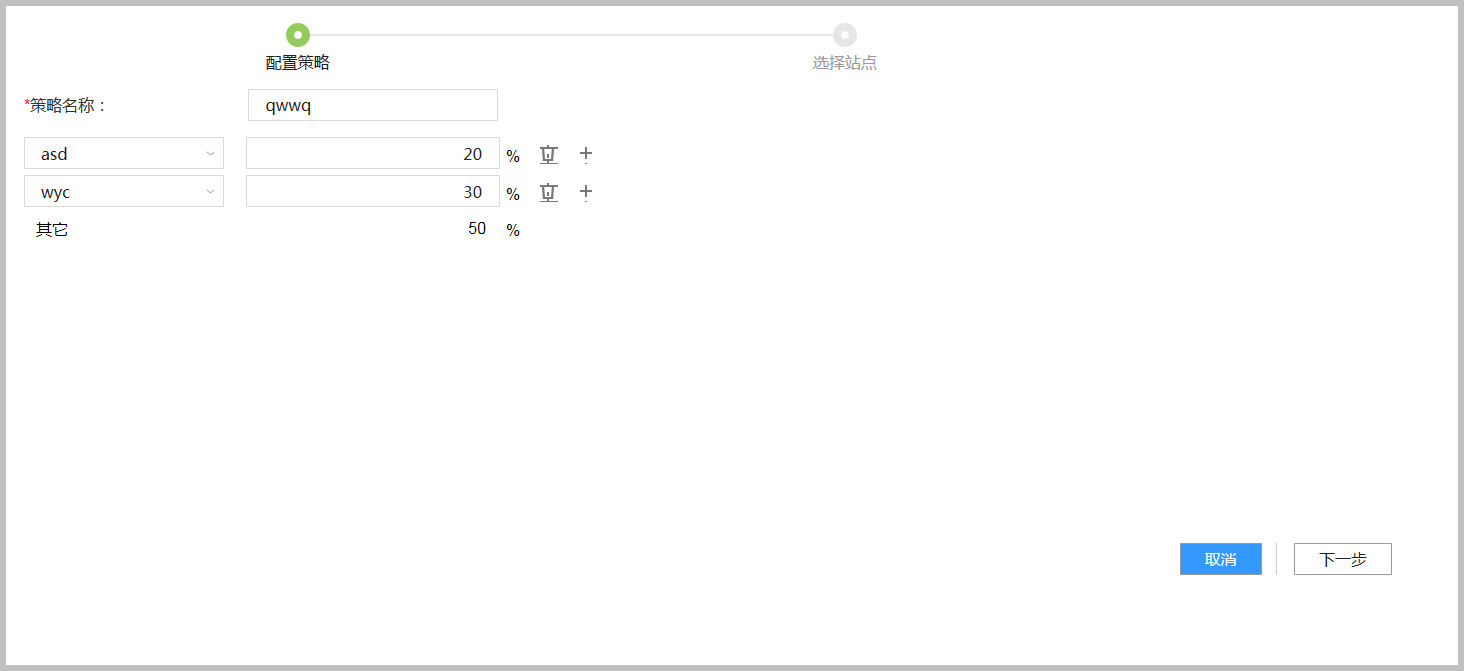 配置策略
选择站点
*策略名称：
qwwq
asd 20 %
wyc 30 %
其它 50 %
取消
下一步